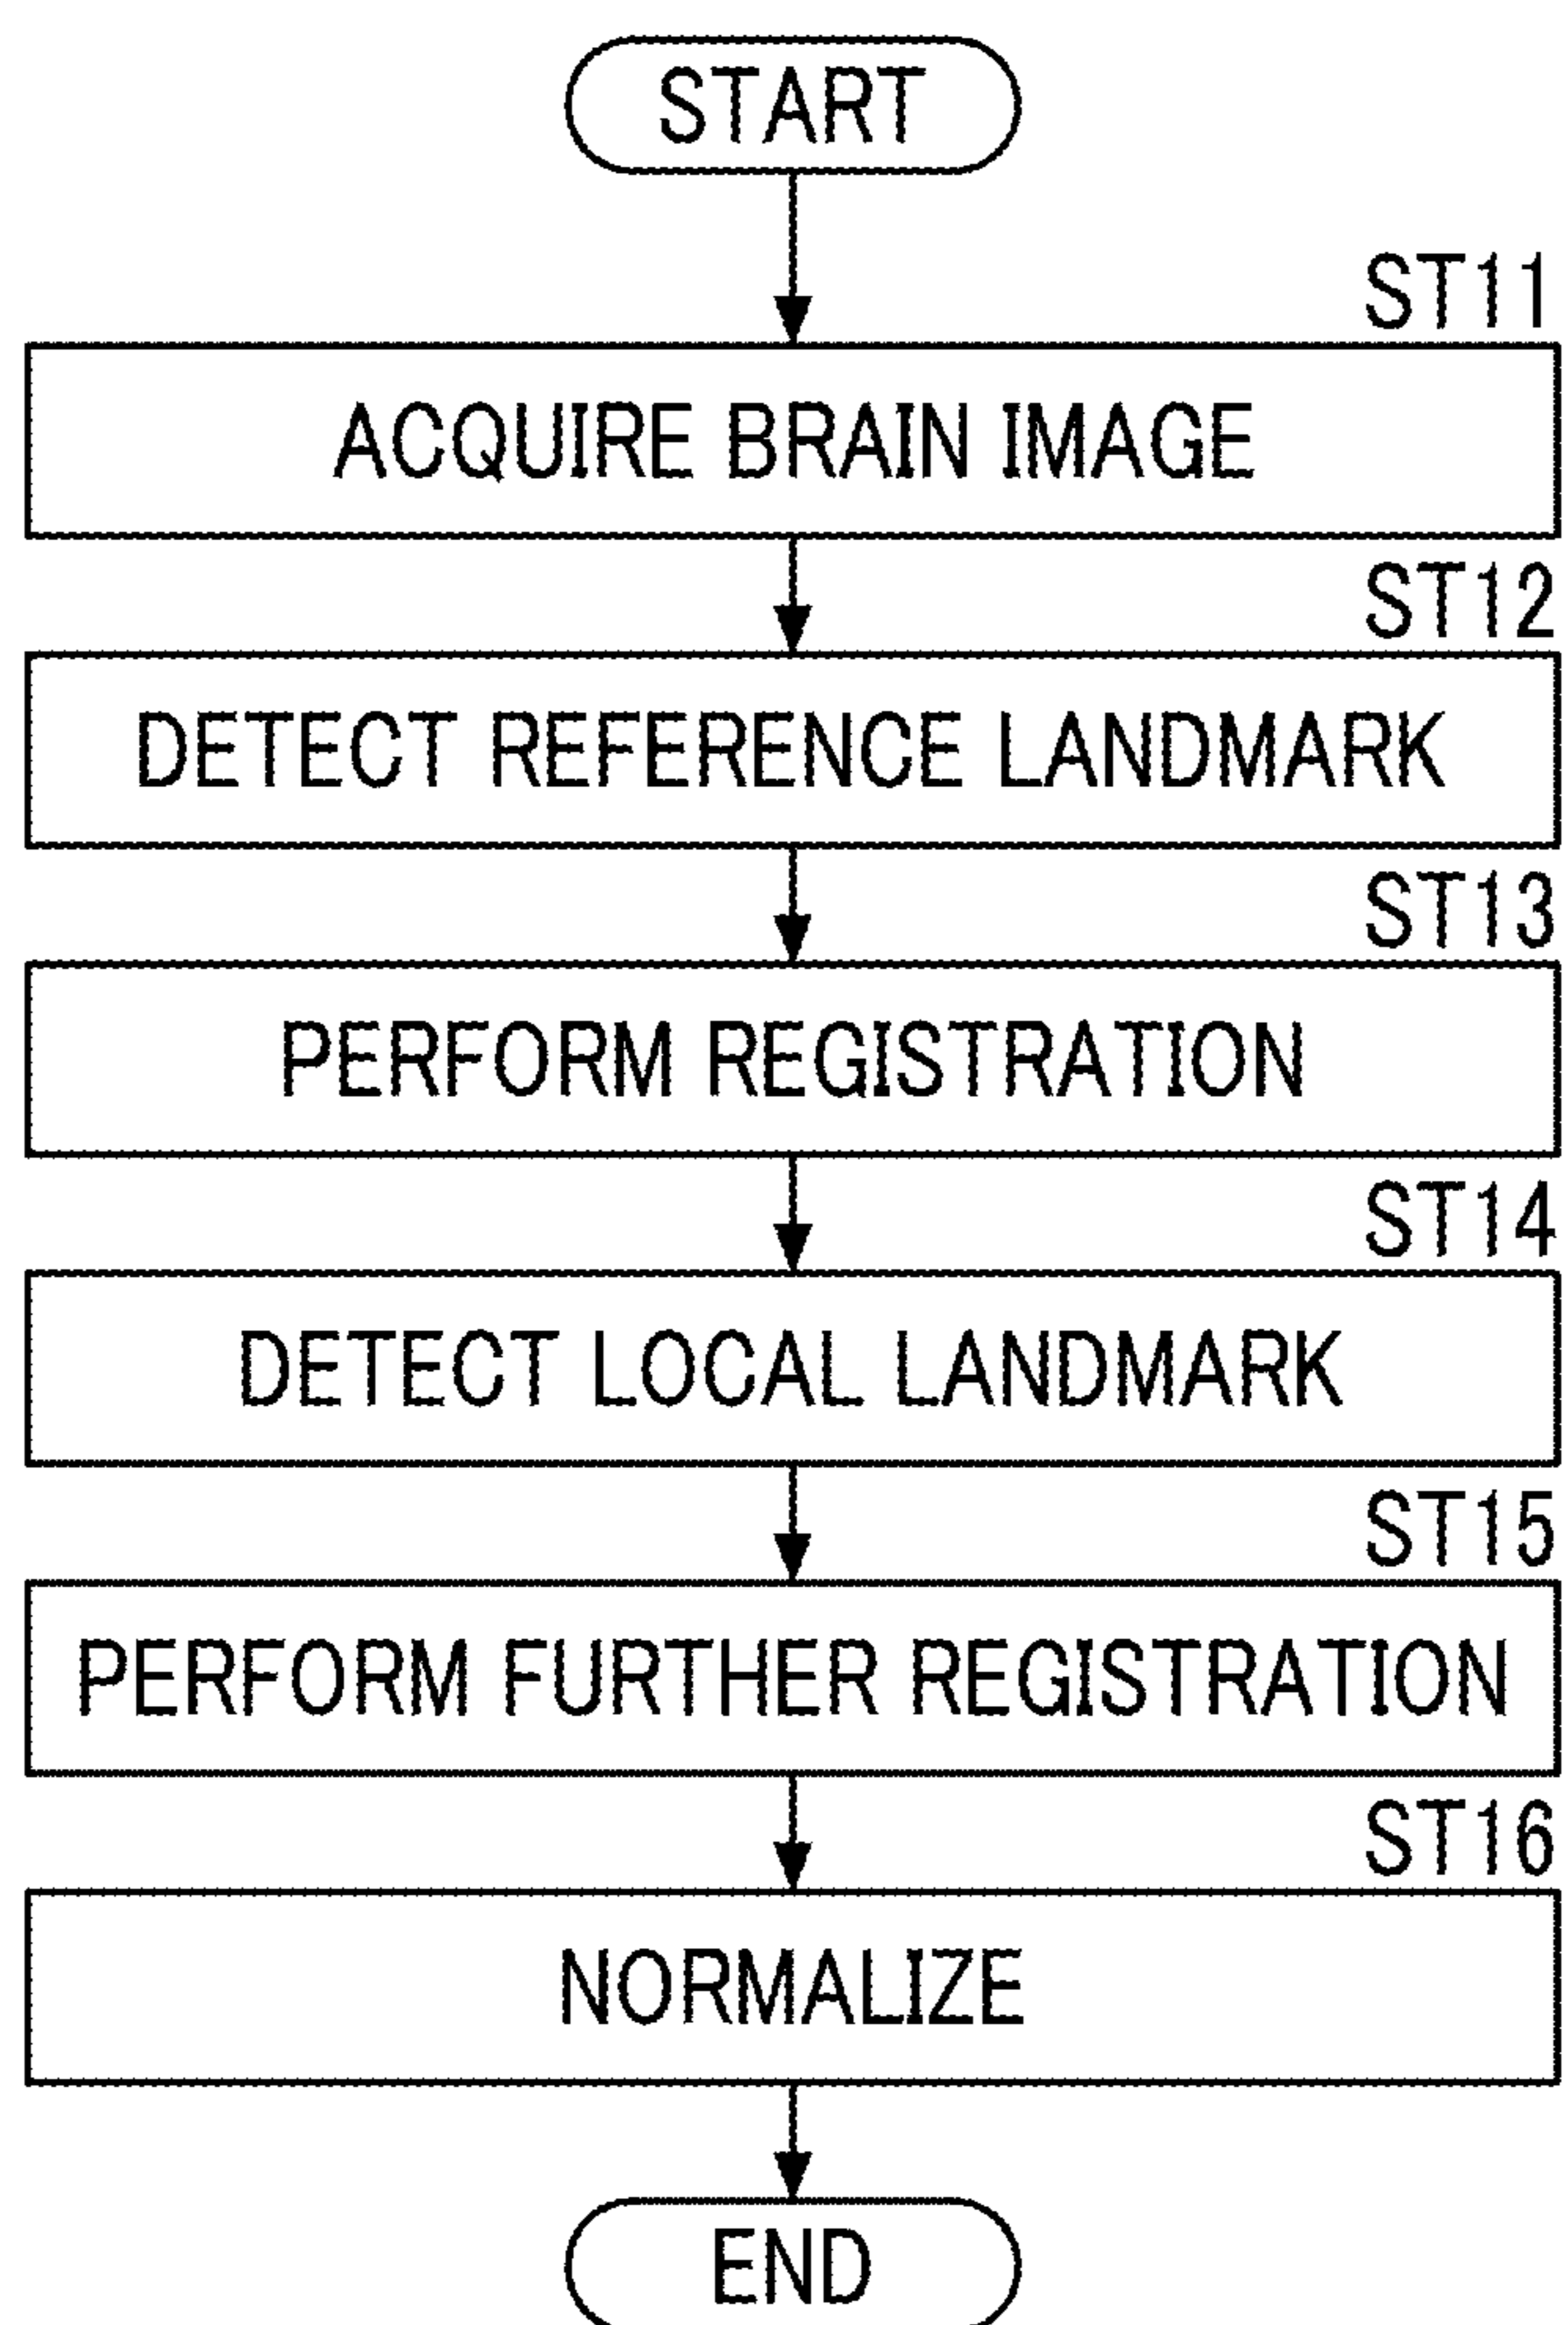 START
ST11
ACQUIRE BRAIN IMAGE
ST12
DETECT REFERENCE LANDMARK
ST13
PERFORM REGISTRATION
ST14
DETECT LOCAL LANDMARK
ST15
PERFORM FURTHER REGISTRATION
ST16
NORMALIZE
END